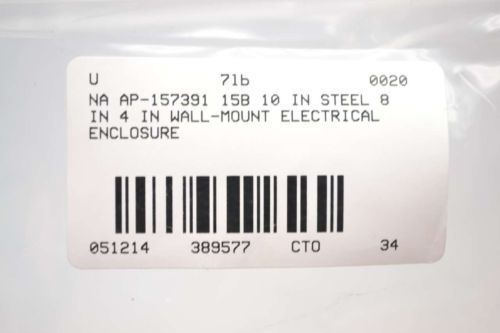 U 7lb 0020
NA AP-157391 15B 10 IN STEEL 8
IN 4 IN WALL-MOUNT ELECTRICAL
ENCLOSURE
051214 389577 CTO 34